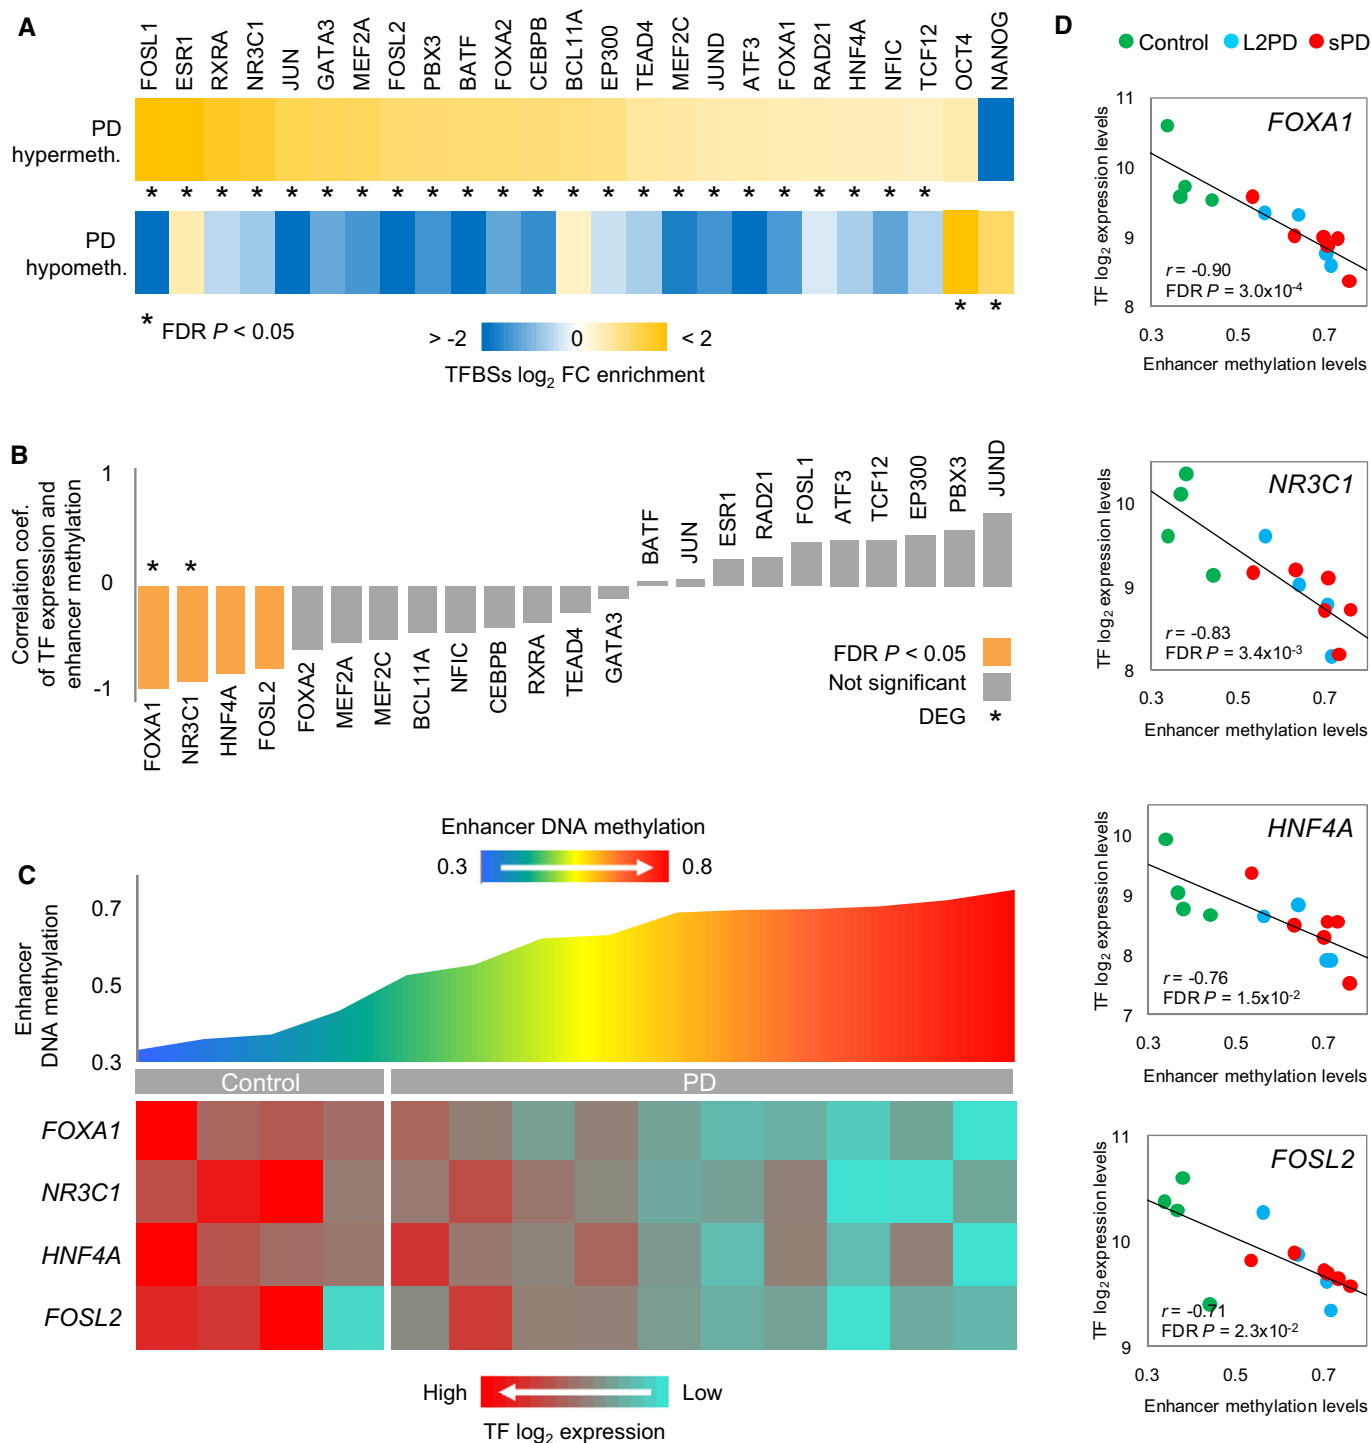 A
FOSL1 ESR1 RXRA NR3C1 JUN GATA3 MEF2A FOSL2 PBX3 BATF FOXA2 CEBPB BCL11A EP300 TEAD4 MEF2C JUND ATF3 FOXA1 RAD21 HNF4A NFIC TCF12 OCT4 NANOG
PD
hypermeth.
* * * * * * * * * * * * * * * * * * * * * * *
PD
hypometh.
* *
* FDR P < 0.05
> -2 0 < 2
TFBSs log₂ FC enrichment
B
Correlation coef.
of TF expression and
enhancer methylation
1
0
-1
* *
FOXA1 NR3C1 HNF4A FOSL2 FOXA2 MEF2A MEF2C BCL11A NFIC CEBPB RXRA TEAD4 GATA3 BATF JUN ESR1 RAD21 FOSL1 ATF3 TCF12 EP300 PBX3 JUND
FDR P < 0.05
Not significant
DEG *
C
Enhancer DNA methylation
0.3 0.8
Enhancer
DNA methylation
0.7
0.5
0.3
Control PD
FOXA1
NR3C1
HNF4A
FOSL2
High Low
TF log₂ expression
D
Control L2PD sPD
FOXA1
TF log₂ expression levels
11
10
9
8
r = -0.90
FDR P = 3.0x10⁻⁴
0.3 0.5 0.7
Enhancer methylation levels
NR3C1
TF log₂ expression levels
10
9
8
r = -0.83
FDR P = 3.4x10⁻³
0.3 0.5 0.7
Enhancer methylation levels
HNF4A
TF log₂ expression levels
10
9
8
7
r = -0.76
FDR P = 1.5x10⁻²
0.3 0.5 0.7
Enhancer methylation levels
FOSL2
TF log₂ expression levels
11
10
9
r = -0.71
FDR P = 2.3x10⁻²
0.3 0.5 0.7
Enhancer methylation levels